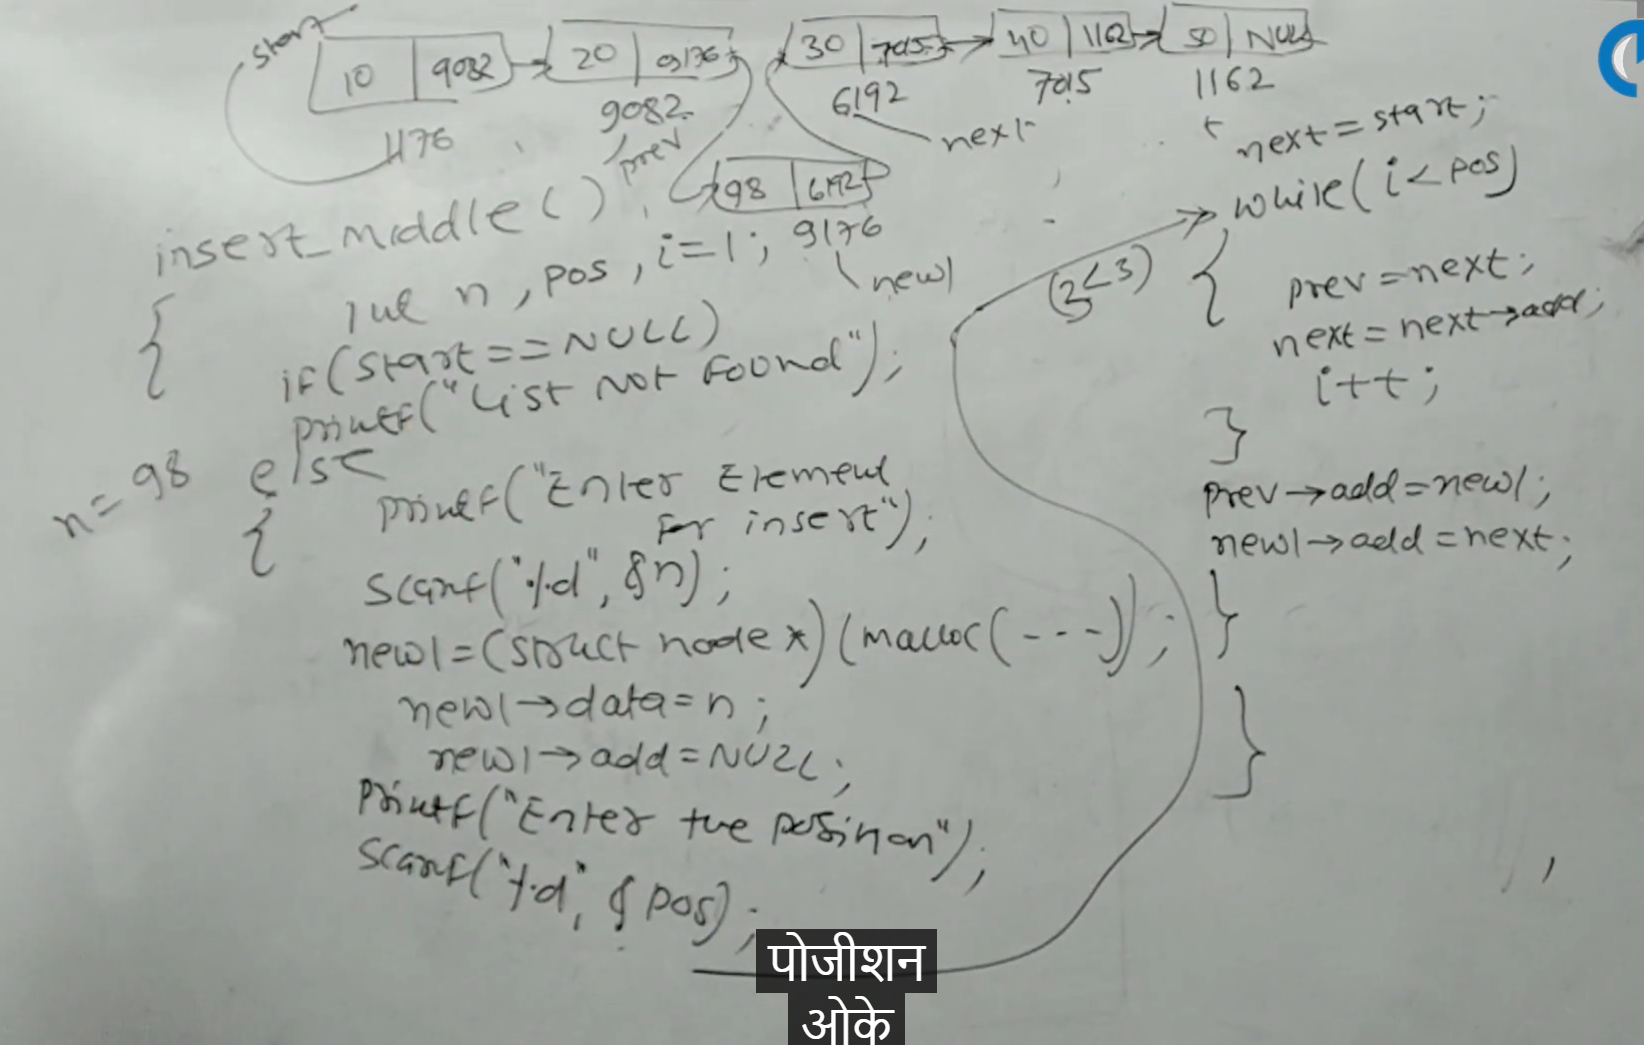 start
10 9082
20 9176
30 7015
40 1162
50 NULL
1176
9082
prev
6192
next
7015
1162
98 6192
9176
new1
insert_middle()
{
int n, pos, i=1;
if(start==NULL)
printf("List Not Found");
else
n=98
{
printf("Enter Element
For insert");
scanf("%d", &n);
new1=(struct node*)(malloc(---));
new1→data=n;
new1→add=NULL;
printf("Enter the position");
scanf("%d", &pos);
next=start;
while(i<pos)
(3<3)
{
prev=next;
next=next→add;
i++;
}
prev→add=new1;
new1→add=next;
}
}
पोजीशन
ओके